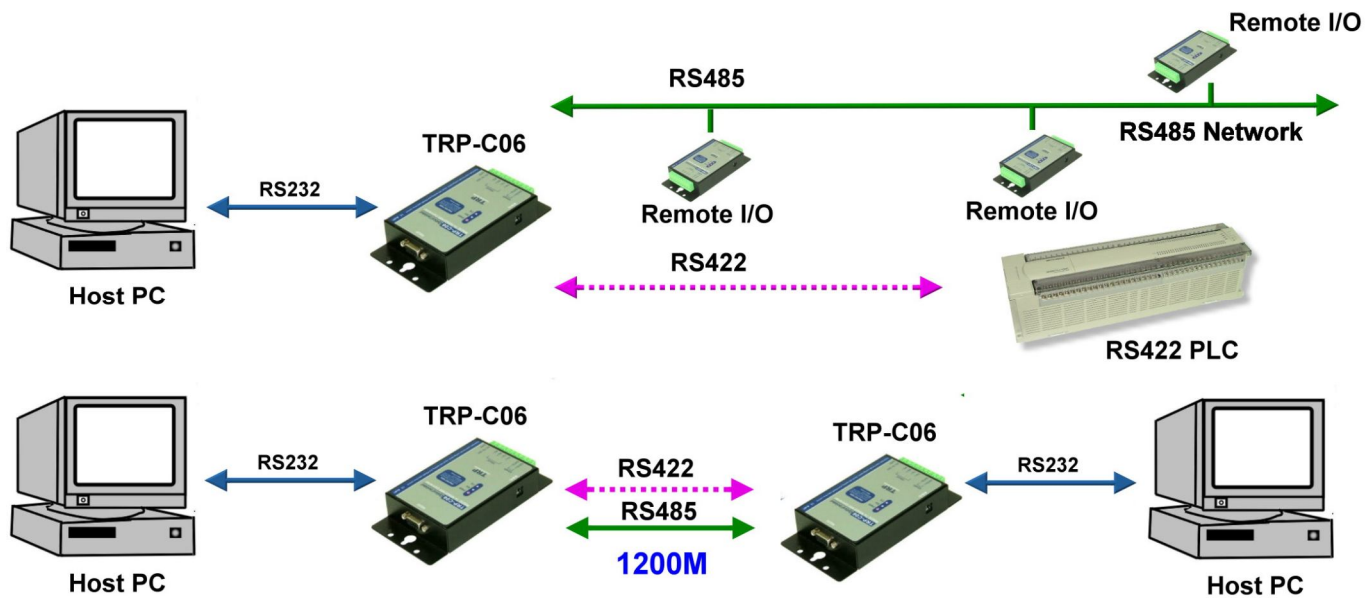 Remote I/O
RS485
RS485 Network
TRP-C06
RS232
Remote I/O
Remote I/O
RS422
Host PC
RS422 PLC
TRP-C06
TRP-C06
RS232
RS422
RS232
RS485
1200M
Host PC
Host PC